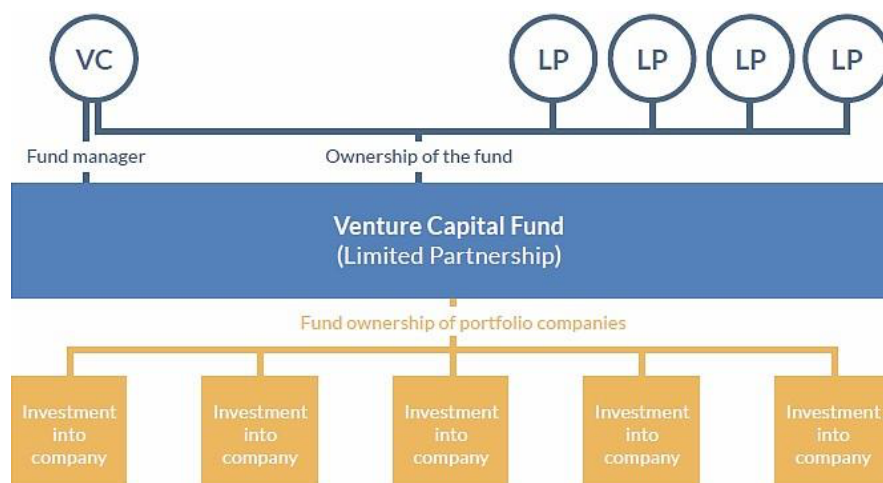 VC
LP
LP
LP
LP
Fund manager
Ownership of the fund
Venture Capital Fund
(Limited Partnership)
Fund ownership of portfolio companies
Investment
into
company
Investment
into
company
Investment
into
company
Investment
into
company
Investment
into
company